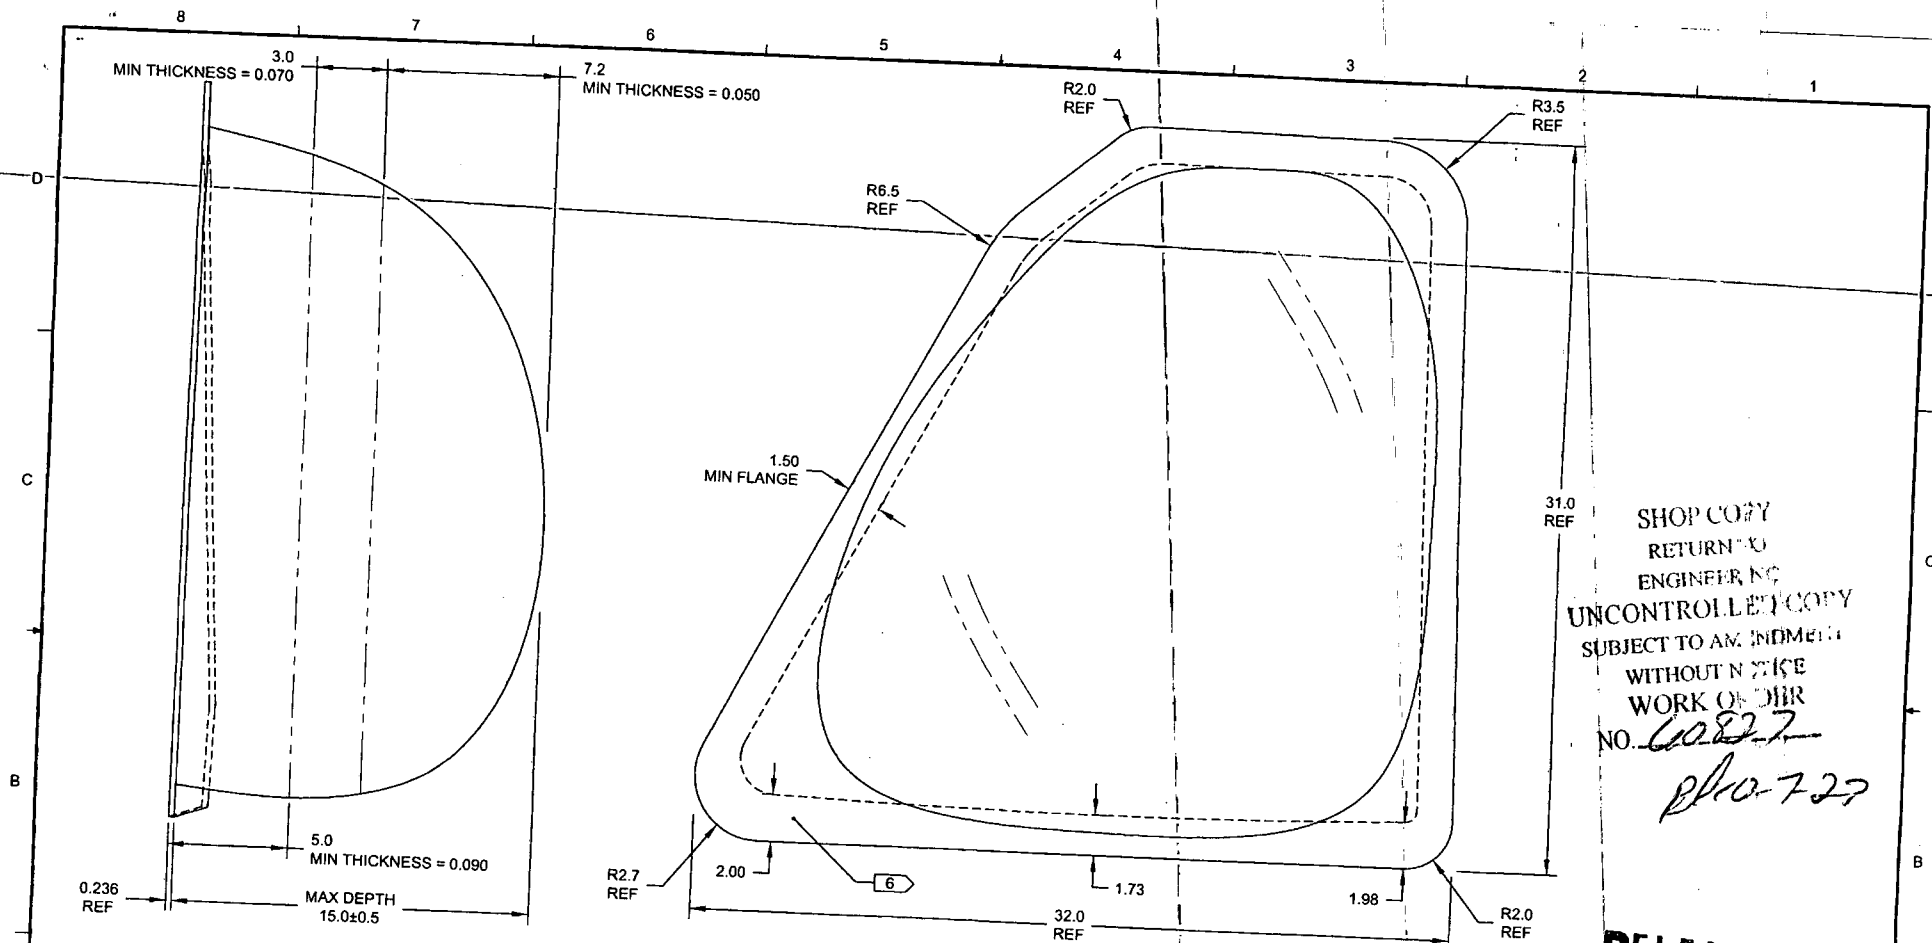 8 7 6 5 4 3 2 1
3.0
MIN THICKNESS = 0.070
7.2
MIN THICKNESS = 0.050
R2.0
REF
R3.5
REF
D
R6.5
REF
1.50
MIN FLANGE
C
31.0
REF
C
SHOP COPY
RETURN TO
ENGINEERING
UNCONTROLLED COPY
SUBJECT TO AMENDMENT
WITHOUT NOTICE
WORK ORDER
NO.
B
B
5.0
MIN THICKNESS = 0.090
0.236
REF
MAX DEPTH
15.0±0.5
R2.7
REF
2.00
6
1.73
1.98
R2.0
REF
32.0
REF